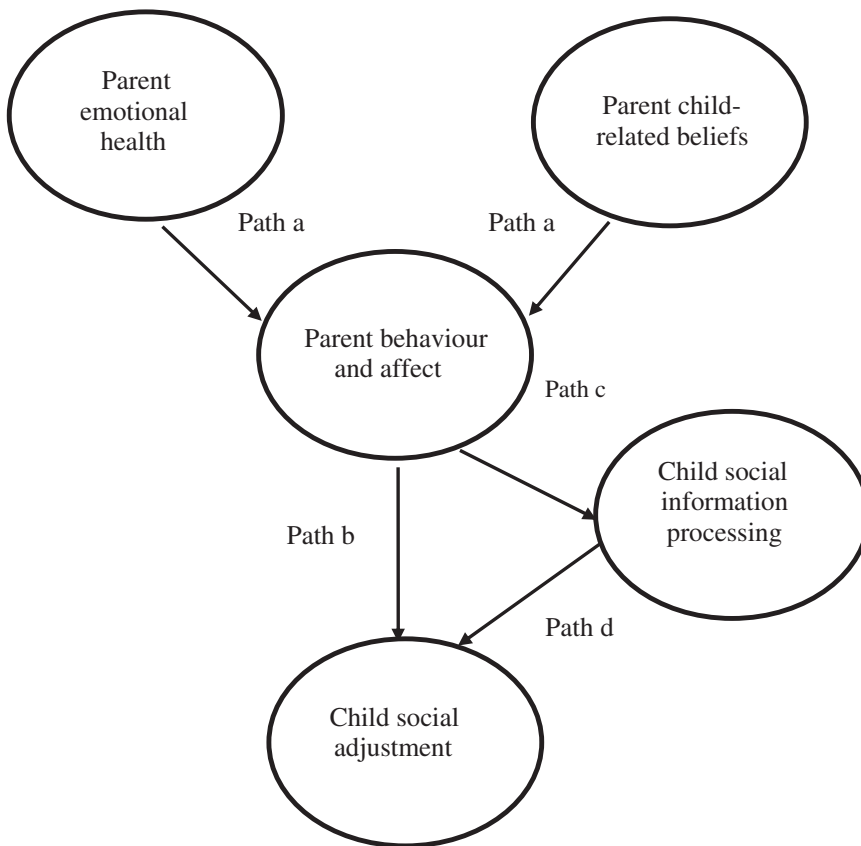 Parent
emotional
health
Parent child-
related beliefs
Path a
Path a
Parent behaviour
and affect
Path c
Child social
information
processing
Path b
Path d
Child social
adjustment